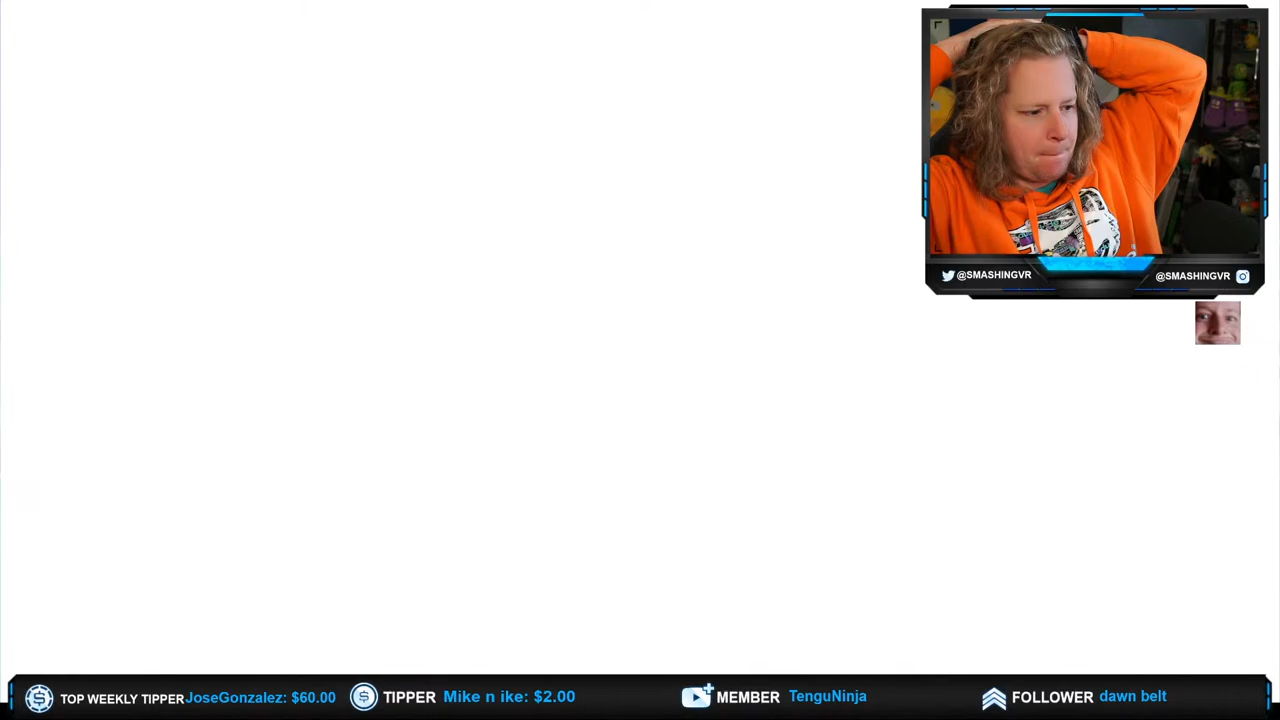 @SMASHINGVR @SMASHINGVR
TOP WEEKLY TIPPER JoseGonzalez: $60.00 TIPPER Mike n ike: $2.00 MEMBER TenguNinja FOLLOWER dawn belt